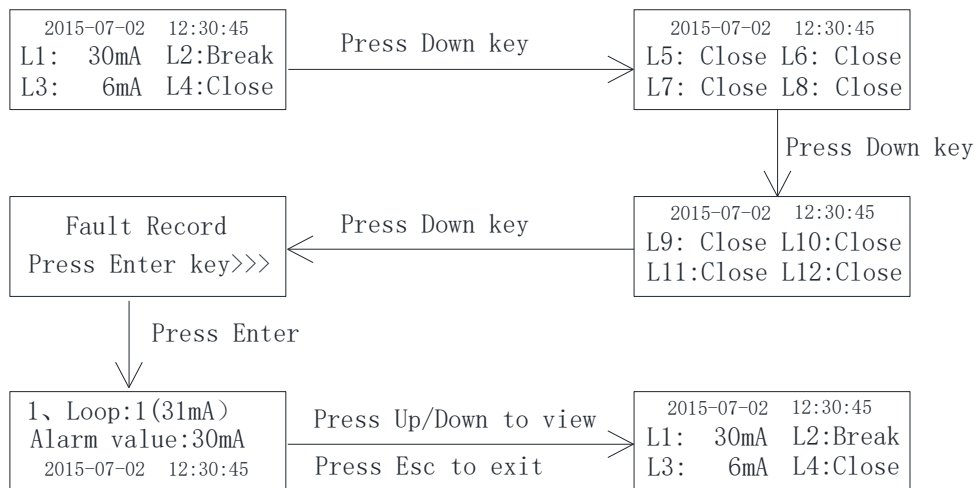 2015-07-02 12:30:45
L1: 30mA L2:Break
L3: 6mA L4:Close
Press Down key
2015-07-02 12:30:45
L5: Close L6: Close
L7: Close L8: Close
Press Down key
2015-07-02 12:30:45
L9: Close L10:Close
L11:Close L12:Close
Press Down key
Fault Record
Press Enter key>>>
Press Enter
1、Loop:1(31mA）
Alarm value:30mA
2015-07-02 12:30:45
Press Up/Down to view
Press Esc to exit
2015-07-02 12:30:45
L1: 30mA L2:Break
L3: 6mA L4:Close